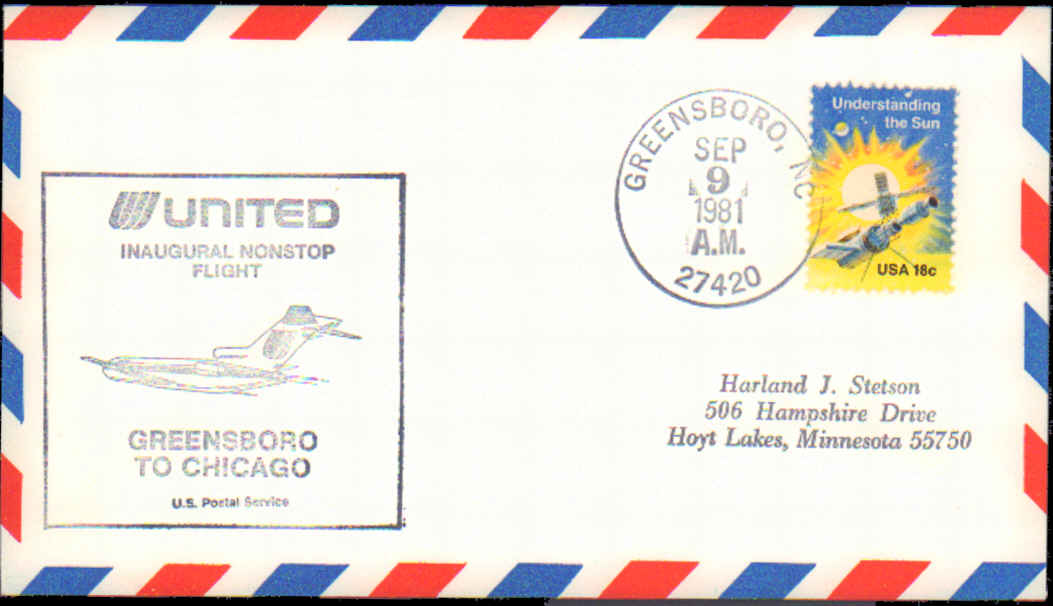 GREENSBORO, NC
SEP
9
1981
A.M.
27420
Understanding
the Sun
USA 18c
UNITED
INAUGURAL NONSTOP
FLIGHT
GREENSBORO
TO CHICAGO
U.S. Postal Service
Harland J. Stetson
506 Hampshire Drive
Hoyt Lakes, Minnesota 55750